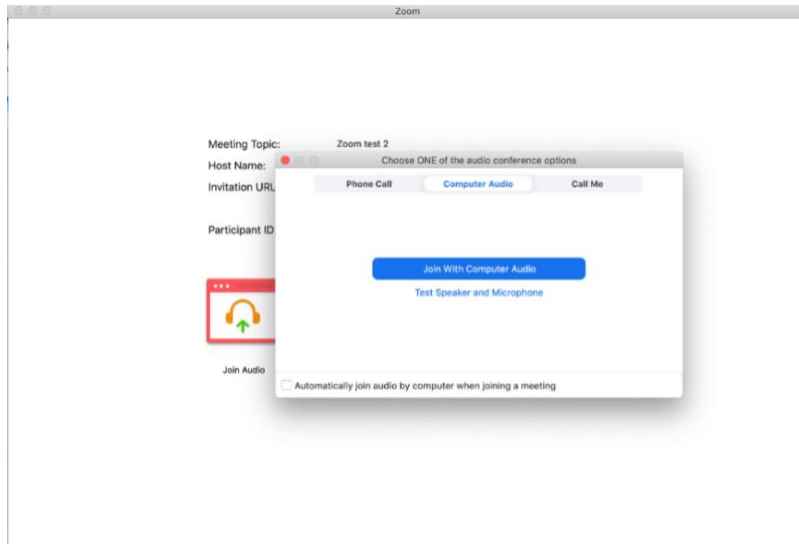 Zoom
Meeting Topic: Zoom test 2
Choose ONE of the audio conference options
Host Name:
Phone Call Computer Audio Call Me
Invitation URL
Participant ID
Join With Computer Audio
Test Speaker and Microphone
Join Audio
Automatically join audio by computer when joining a meeting